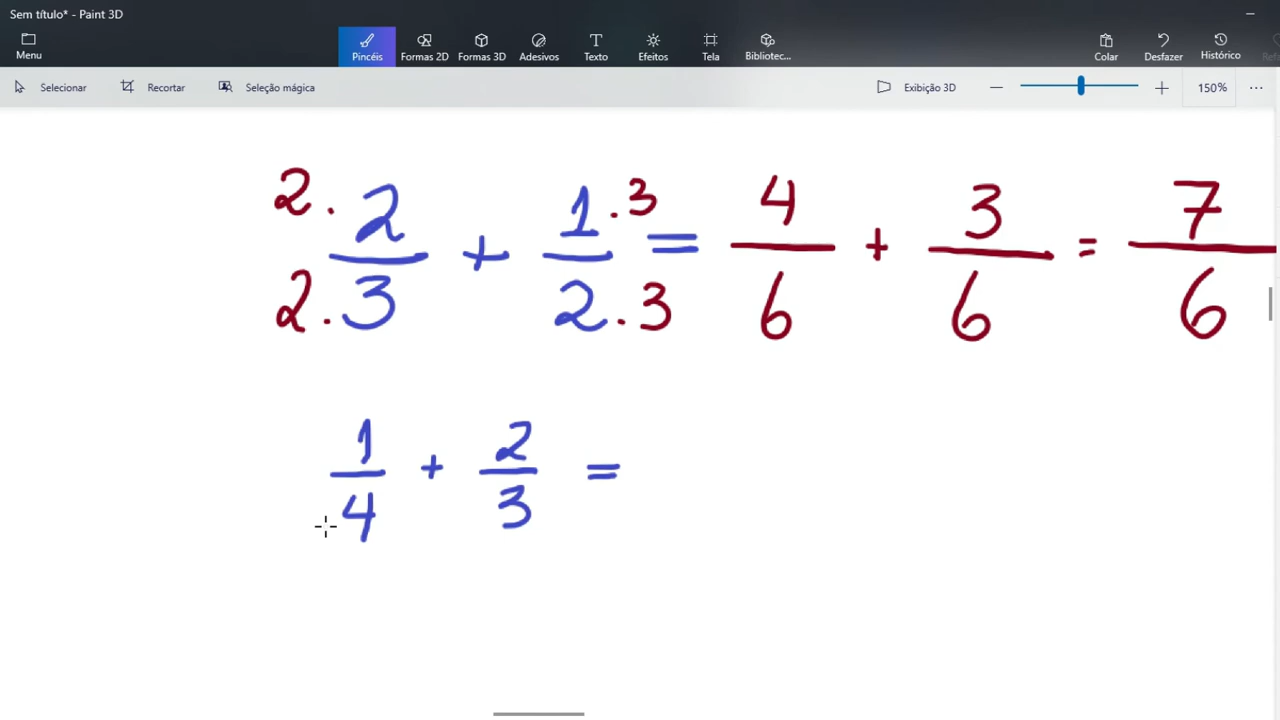 Sem título* - Paint 3D
Menu Pincéis Formas 2D Formas 3D Adesivos Texto Efeitos Tela Bibliotec... Colar Desfazer Histórico
Selecionar Recortar Seleção mágica Exibição 3D 150%
2. 2/3 + 1/2 .3 = 4/6 + 3/6 = 7/6
2. .3
1/4 + 2/3 =